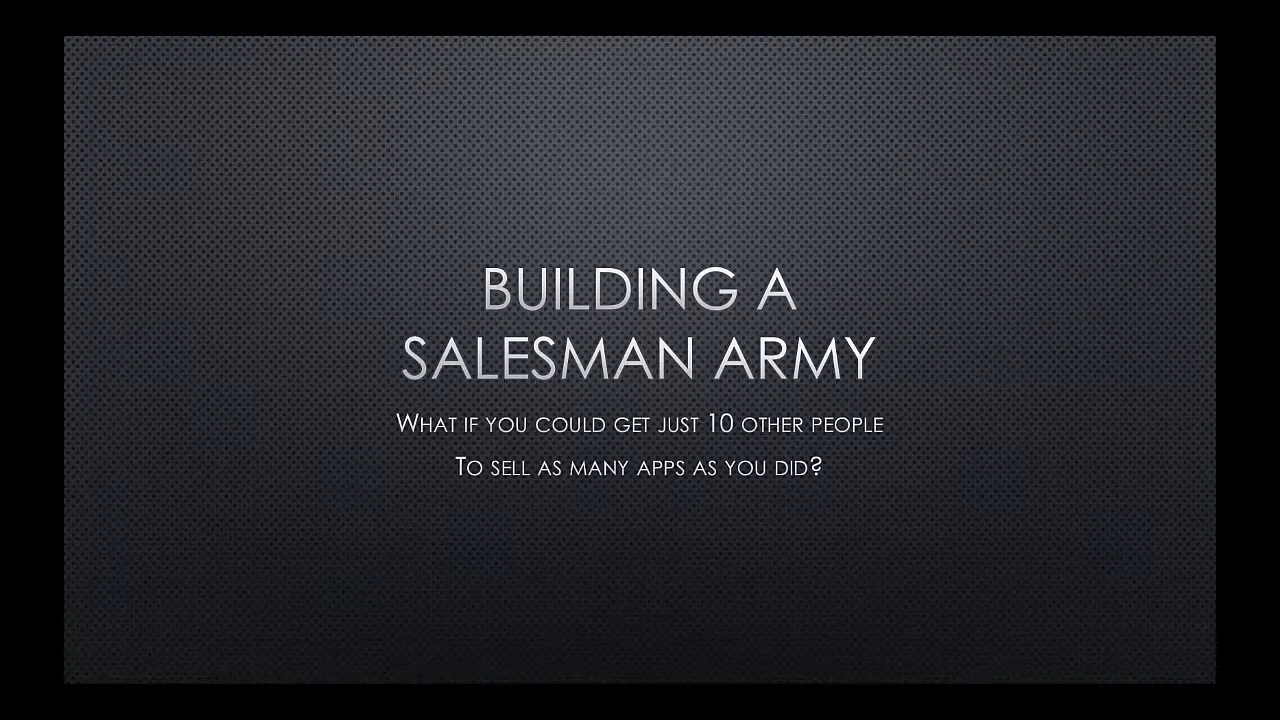 BUILDING A
SALESMAN ARMY
WHAT IF YOU COULD GET JUST 10 OTHER PEOPLE
TO SELL AS MANY APPS AS YOU DID?